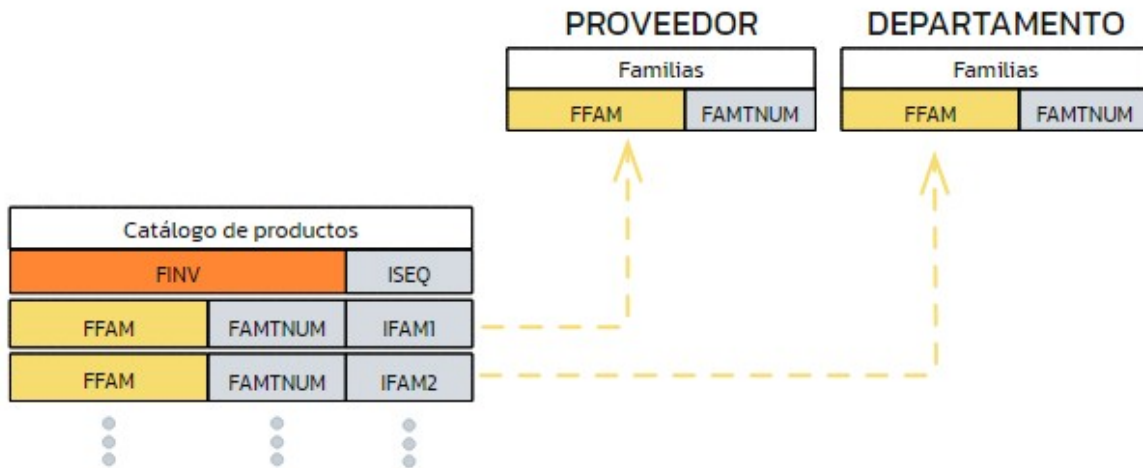 PROVEEDOR DEPARTAMENTO
Familias Familias
FFAM FAMTNUM FFAM FAMTNUM
Catálogo de productos
FINV ISEQ
FFAM FAMTNUM IFAM1
FFAM FAMTNUM IFAM2